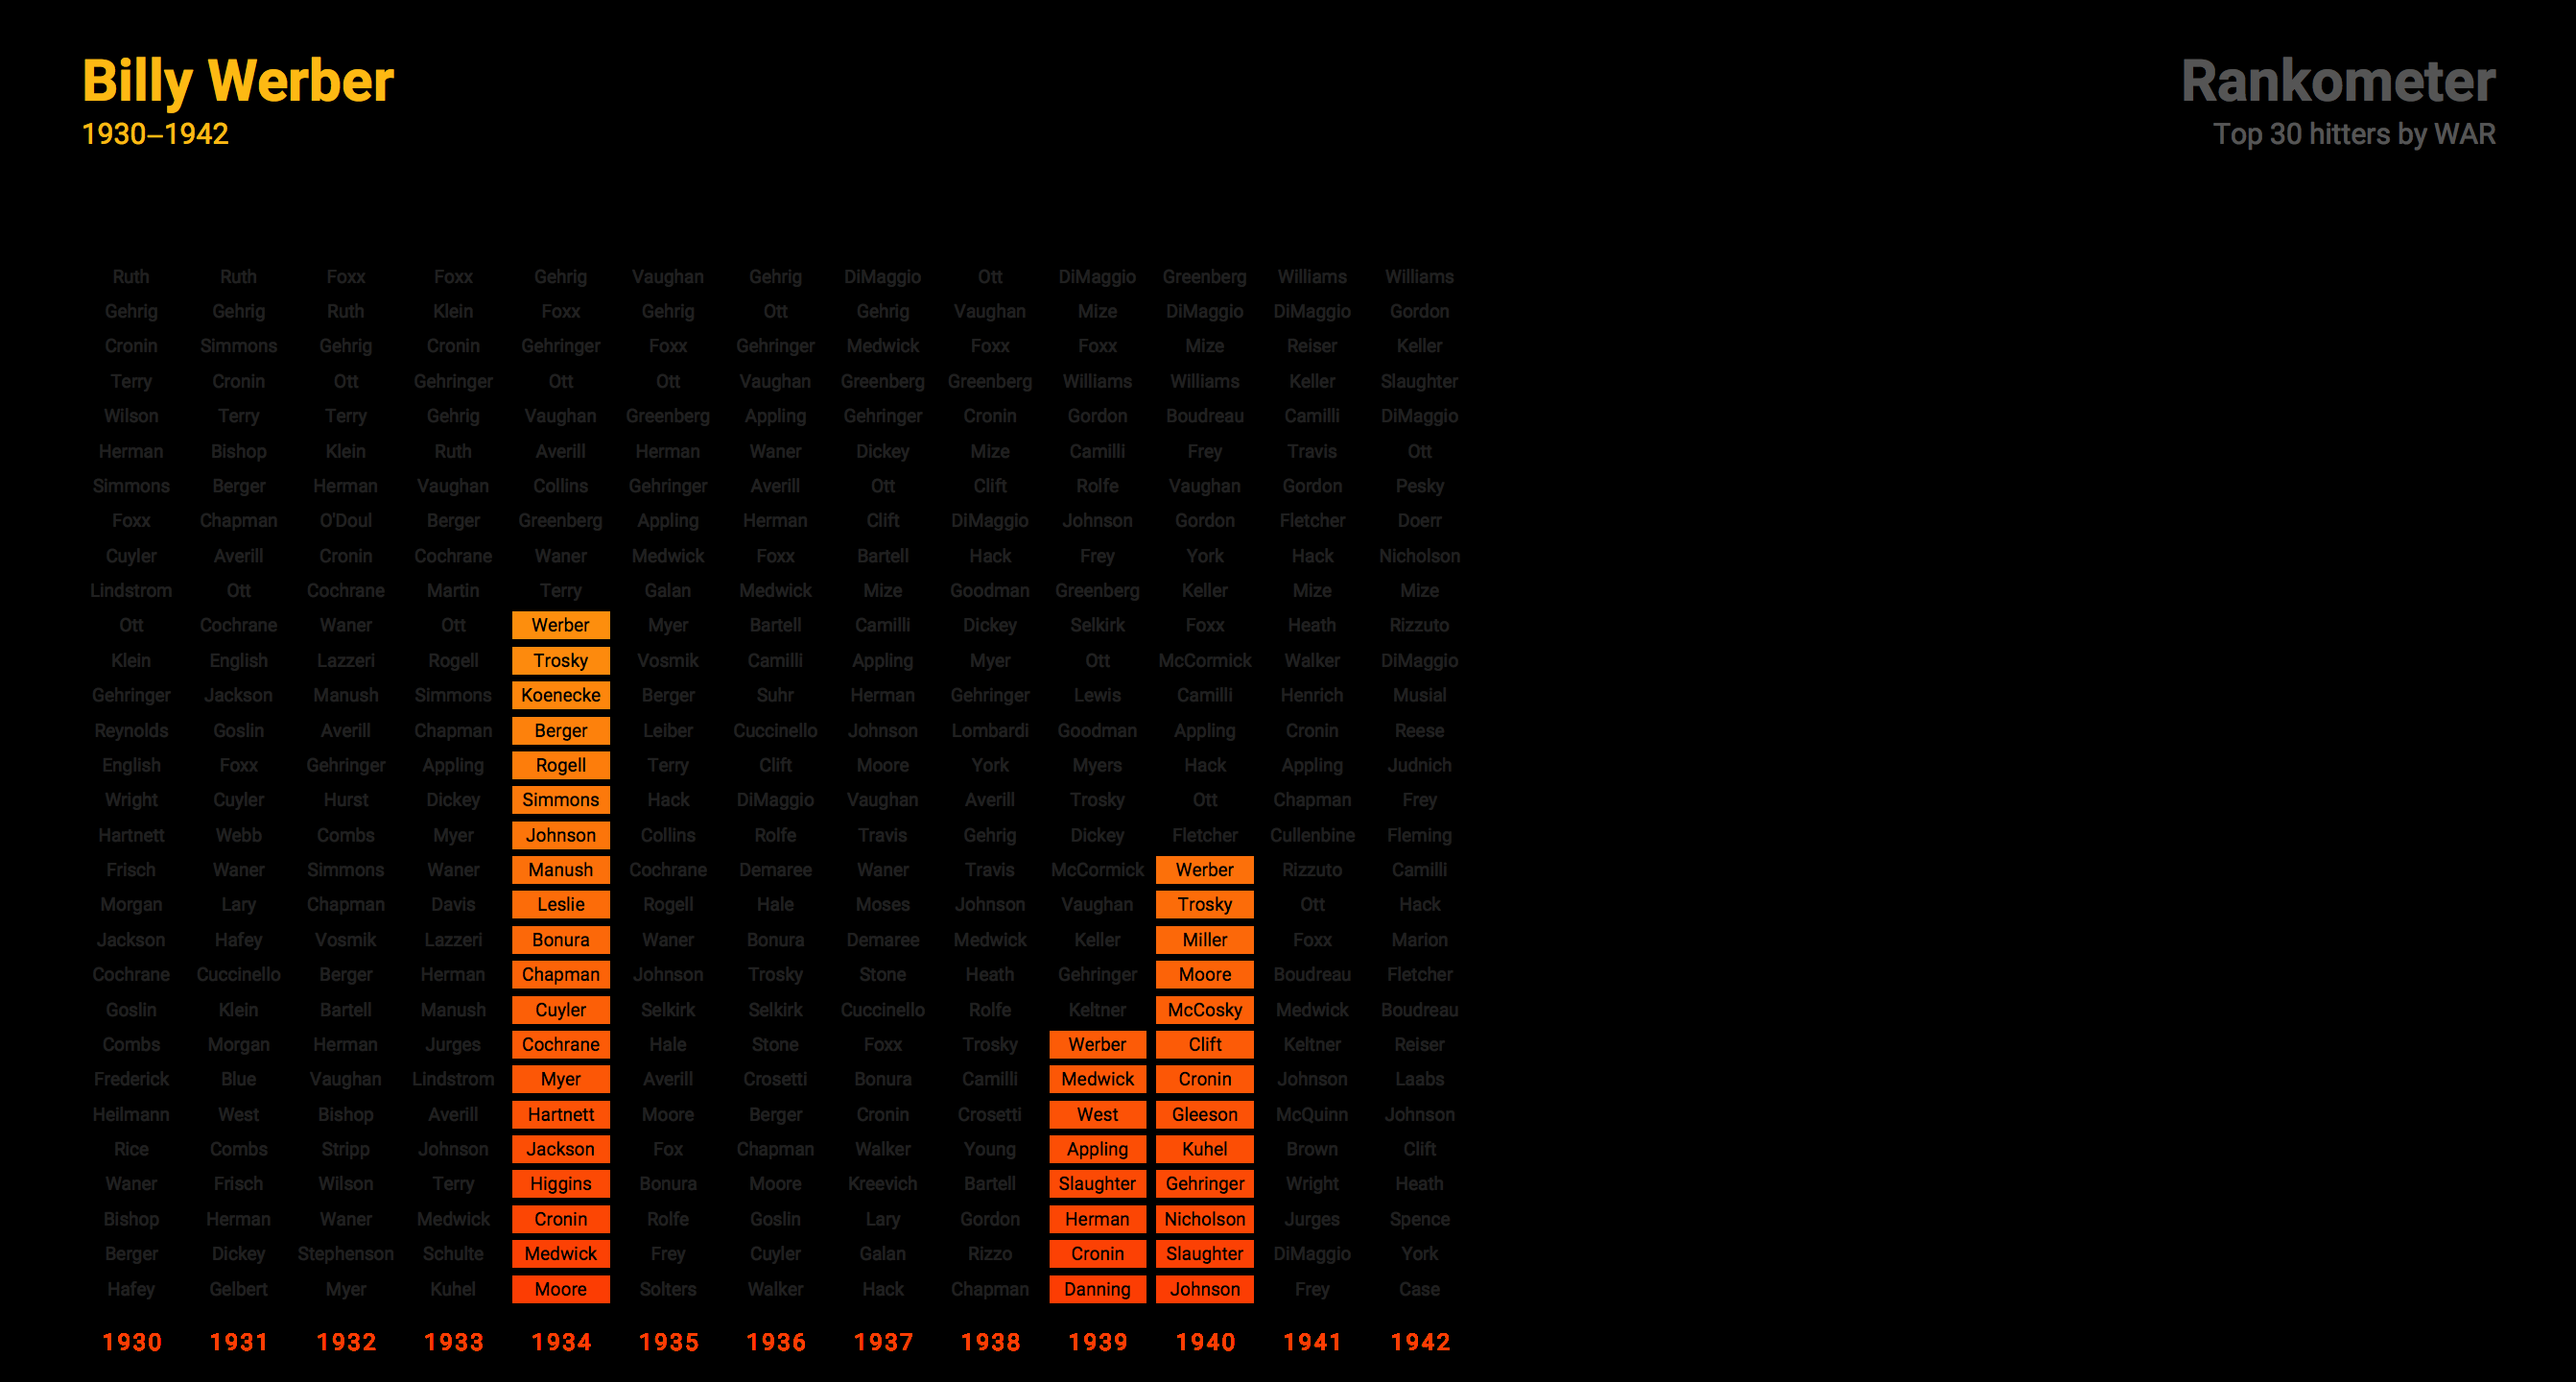 Billy Werber
1930–1942
Rankometer
Top 30 hitters by WAR
Ruth Ruth Foxx Foxx Gehrig Vaughan Gehrig DiMaggio Ott DiMaggio Greenberg Williams Williams
Gehrig Gehrig Ruth Klein Foxx Gehrig Ott Gehrig Vaughan Mize DiMaggio DiMaggio Gordon
Cronin Simmons Gehrig Cronin Gehringer Foxx Gehringer Medwick Foxx Foxx Mize Reiser Keller
Terry Cronin Ott Gehringer Ott Ott Vaughan Greenberg Greenberg Williams Williams Keller Slaughter
Wilson Terry Terry Gehrig Vaughan Greenberg Appling Gehringer Cronin Gordon Boudreau Camilli DiMaggio
Herman Bishop Klein Ruth Averill Herman Waner Dickey Mize Camilli Frey Travis Ott
Simmons Berger Herman Vaughan Collins Gehringer Averill Ott Clift Rolfe Vaughan Gordon Pesky
Foxx Chapman O'Doul Berger Greenberg Appling Herman Clift DiMaggio Johnson Gordon Fletcher Doerr
Cuyler Averill Cronin Cochrane Waner Medwick Foxx Bartell Hack Frey York Hack Nicholson
Lindstrom Ott Cochrane Martin Terry Galan Medwick Mize Goodman Greenberg Keller Mize Mize
Ott Cochrane Waner Ott Werber Myer Bartell Camilli Dickey Selkirk Foxx Heath Rizzuto
Klein English Lazzeri Rogell Trosky Vosmik Camilli Appling Myer Ott McCormick Walker DiMaggio
Gehringer Jackson Manush Simmons Koenecke Berger Suhr Herman Gehringer Lewis Camilli Henrich Musial
Reynolds Goslin Averill Chapman Berger Leiber Cuccinello Johnson Lombardi Goodman Appling Cronin Reese
English Foxx Gehringer Appling Rogell Terry Clift Moore York Myers Hack Appling Judnich
Wright Cuyler Hurst Dickey Simmons Hack DiMaggio Vaughan Averill Trosky Ott Chapman Frey
Hartnett Webb Combs Myer Johnson Collins Rolfe Travis Gehrig Dickey Fletcher Cullenbine Fleming
Frisch Waner Simmons Waner Manush Cochrane Demaree Waner Travis McCormick Werber Rizzuto Camilli
Morgan Lary Chapman Davis Leslie Rogell Hale Moses Johnson Vaughan Trosky Ott Hack
Jackson Hafey Vosmik Lazzeri Bonura Waner Bonura Demaree Medwick Keller Miller Foxx Marion
Cochrane Cuccinello Berger Herman Chapman Johnson Trosky Stone Heath Gehringer Moore Boudreau Fletcher
Goslin Klein Bartell Manush Cuyler Selkirk Selkirk Cuccinello Rolfe Keltner McCosky Medwick Boudreau
Combs Morgan Herman Jurges Cochrane Hale Stone Foxx Trosky Werber Clift Keltner Reiser
Frederick Blue Vaughan Lindstrom Myer Averill Crosetti Bonura Camilli Medwick Cronin Johnson Laabs
Heilmann West Bishop Averill Hartnett Moore Berger Cronin Crosetti West Gleeson McQuinn Johnson
Rice Combs Stripp Johnson Jackson Fox Chapman Walker Young Appling Kuhel Brown Clift
Waner Frisch Wilson Terry Higgins Bonura Moore Kreevich Bartell Slaughter Gehringer Wright Heath
Bishop Herman Waner Medwick Cronin Rolfe Goslin Lary Gordon Herman Nicholson Jurges Spence
Berger Dickey Stephenson Schulte Medwick Frey Cuyler Galan Rizzo Cronin Slaughter DiMaggio York
Hafey Gelbert Myer Kuhel Moore Solters Walker Hack Chapman Danning Johnson Frey Case
1930 1931 1932 1933 1934 1935 1936 1937 1938 1939 1940 1941 1942